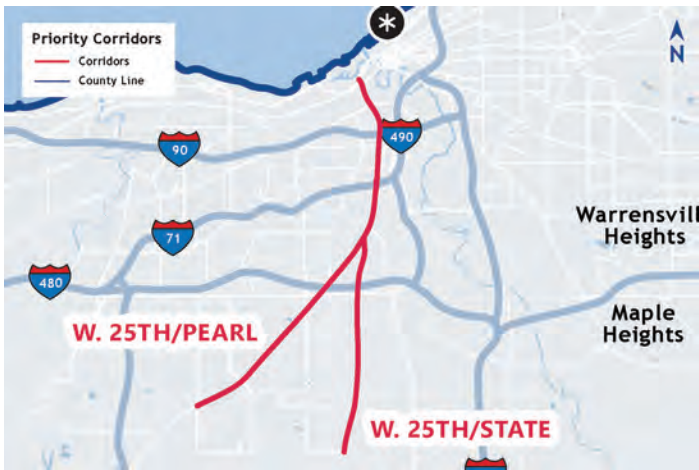 Priority Corridors
Corridors
County Line
*
N
90
490
71
480
Warrensvill
Heights
Maple
Heights
W. 25TH/PEARL
W. 25TH/STATE